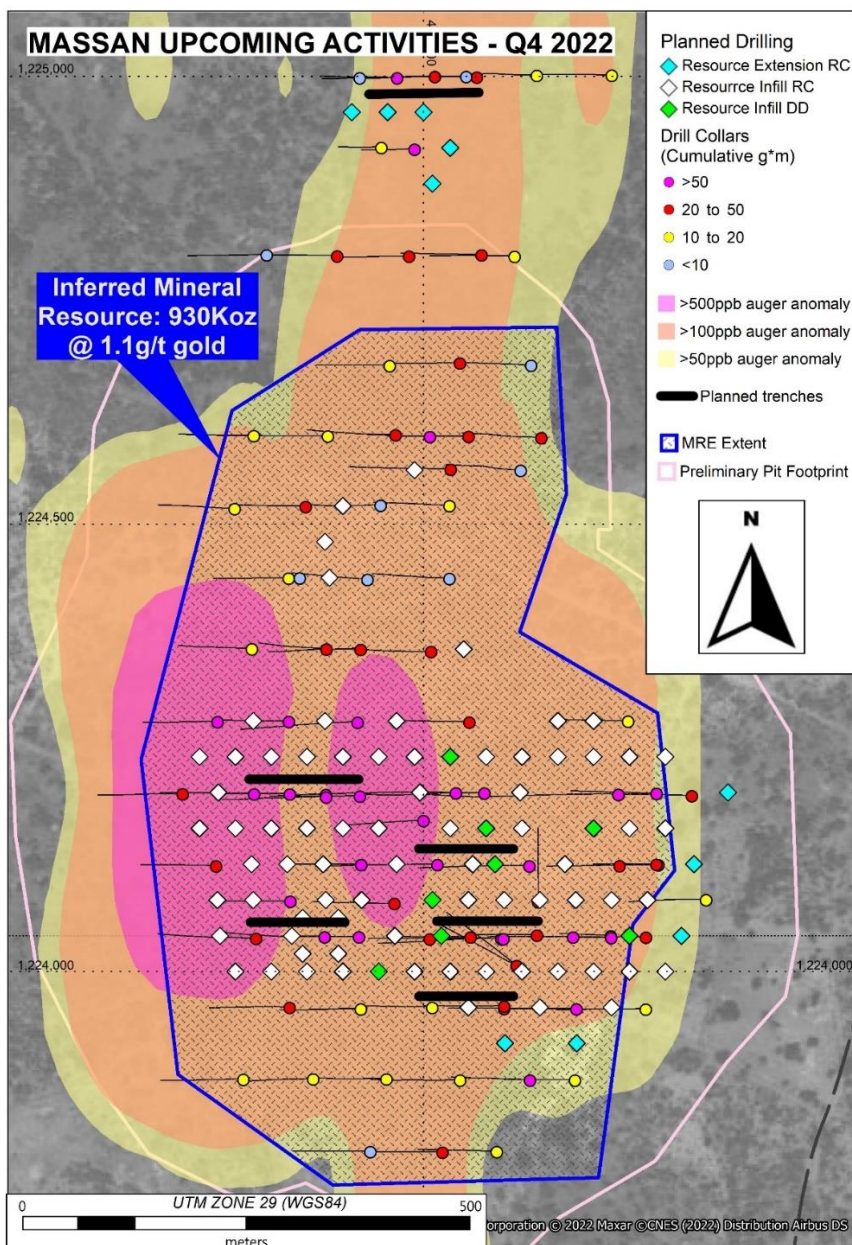 MASSAN UPCOMING ACTIVITIES - Q4 2022
1,225,000
Planned Drilling
Resource Extension RC
Resourrce Infill RC
Resource Infill DD
Drill Collars
(Cumulative g*m)
>50
20 to 50
10 to 20
<10
>500ppb auger anomaly
>100ppb auger anomaly
>50ppb auger anomaly
Planned trenches
MRE Extent
Preliminary Pit Footprint
N
Inferred Mineral
Resource: 930Koz
@ 1.1g/t gold
1,224,500
1,224,000
1,224,000
UTM ZONE 29 (WGS84)
0
500
meters
orporation © 2022 Maxar ©CNES (2022) Distribution Airbus DS